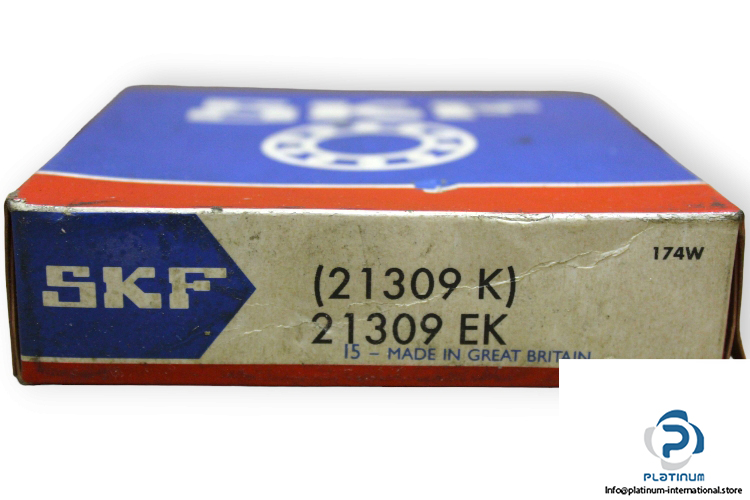 SKF
SKF
174W
(21309 K)
21309 EK
15 – MADE IN GREAT BRITAIN
PLATINUM
Info@platinum-international.store